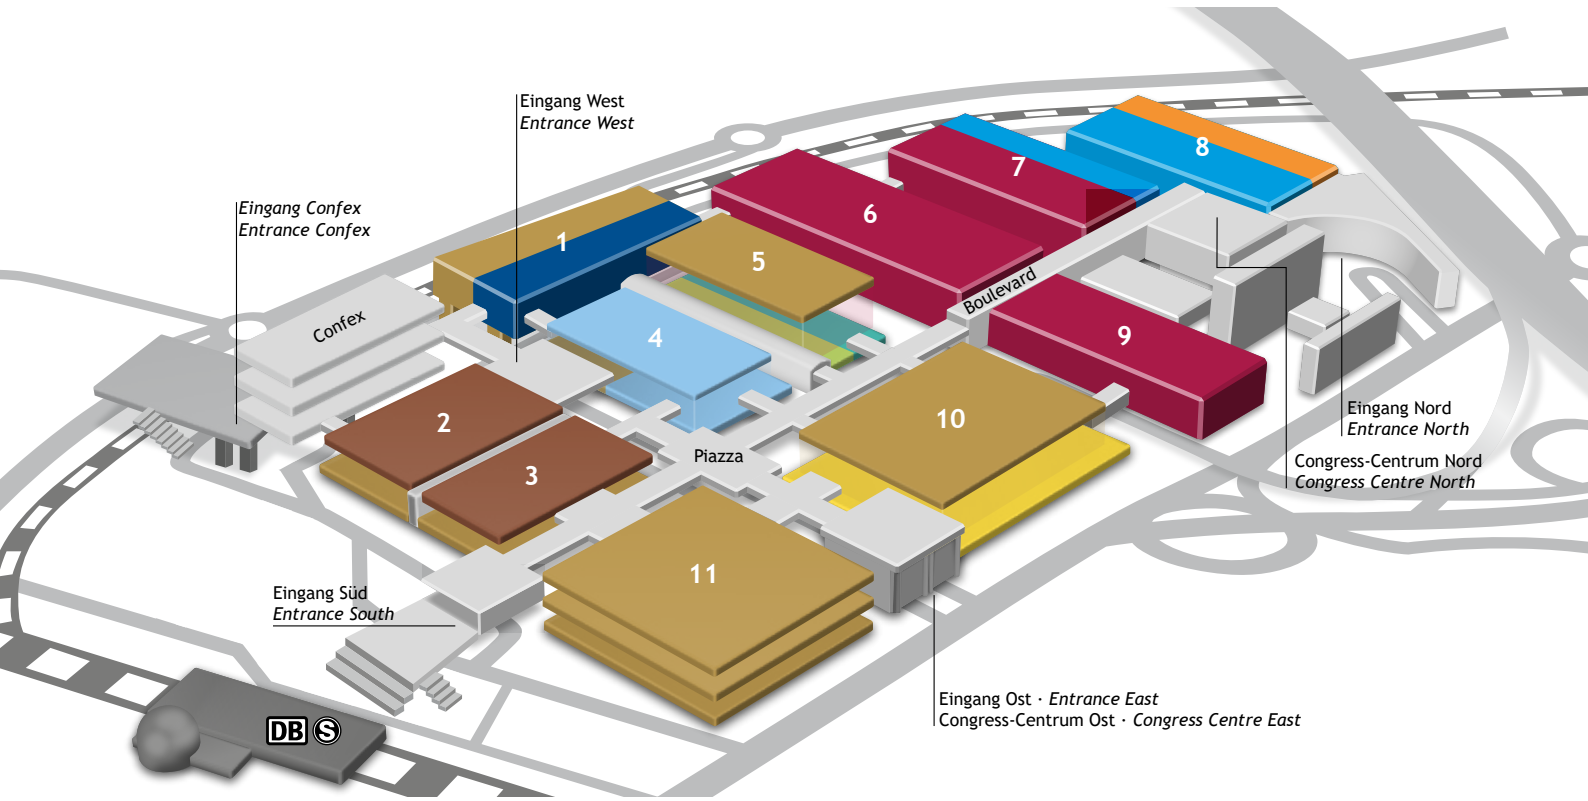 Eingang West
Entrance West
Eingang Confex
Entrance Confex
1
2
3
4
5
6
7
8
9
10
11
Confex
Boulevard
Piazza
Eingang Nord
Entrance North
Congress-Centrum Nord
Congress Centre North
Eingang Süd
Entrance South
Eingang Ost · Entrance East
Congress-Centrum Ost · Congress Centre East
DB S